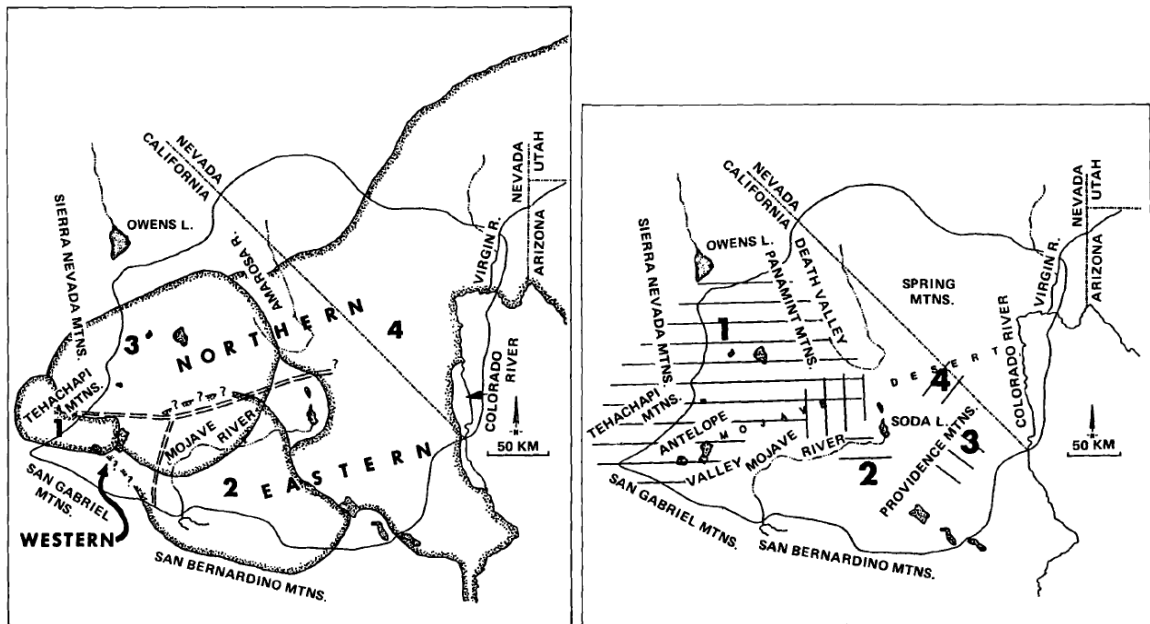 NEVADA
CALIFORNIA
NEVADA
UTAH
ARIZONA
SIERRA NEVADA MTNS.
OWENS L.
AMAROSA R.
VIRGIN R.
3
NORTHERN
4
COLORADO
RIVER
TEHACHAPI
MTNS.
1
? ? ?
?
MOJAVE
RIVER
50 KM
2
EASTERN
? ?
SAN GABRIEL
MTNS.
WESTERN
SAN BERNARDINO MTNS.
NEVADA
CALIFORNIA
NEVADA
UTAH
ARIZONA
SIERRA NEVADA MTNS.
OWENS L.
DEATH VALLEY
PANAMINT MTNS.
SPRING
MTNS.
VIRGIN R.
1
COLORADO RIVER
DESERT
4
TEHACHAPI
MTNS.
ANTELOPE
VALLEY
MOJAVE
MOJAVE
RIVER
SODA L.
50 KM
2
3
PROVIDENCE MTNS.
SAN GABRIEL MTNS.
SAN BERNARDINO MTNS.